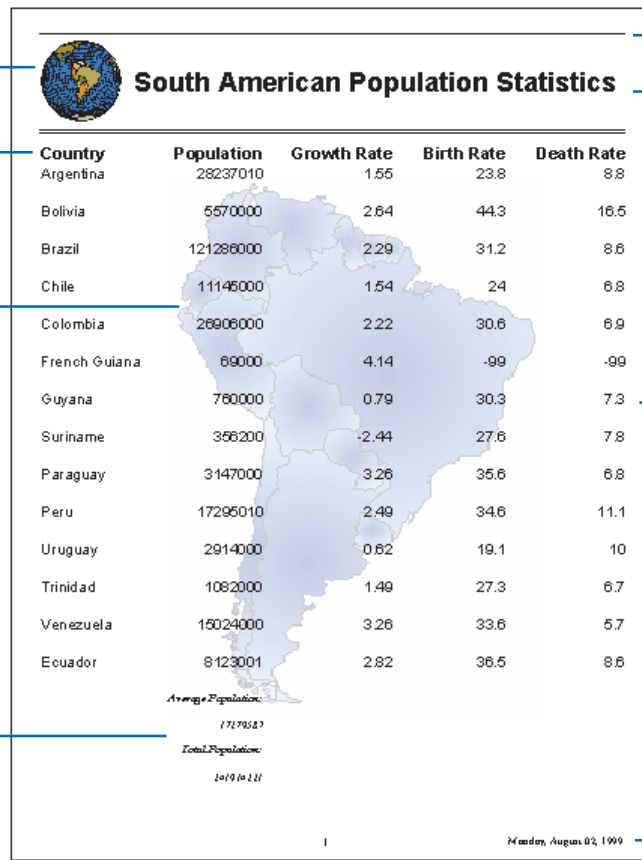 South American Population Statistics
Country Population Growth Rate Birth Rate Death Rate
Argentina 28237010 1.55 23.8 8.8
Bolivia 5570000 2.64 44.3 16.5
Brazil 121286000 2.29 31.2 8.6
Chile 11145000 1.54 24 6.8
Colombia 26906000 2.22 30.6 6.9
French Guiana 69000 4.14 -99 -99
Guyana 760000 0.79 30.3 7.3
Suriname 356200 -2.44 27.6 7.8
Paraguay 3147000 3.26 35.6 6.8
Peru 17295010 2.49 34.6 11.1
Uruguay 2914000 0.62 19.1 10
Trinidad 1082000 1.49 27.3 6.7
Venezuela 15024000 3.26 33.6 5.7
Ecuador 8123001 2.82 36.5 8.6
Average Population:
Total Population:
1 Monday, August 02, 1999